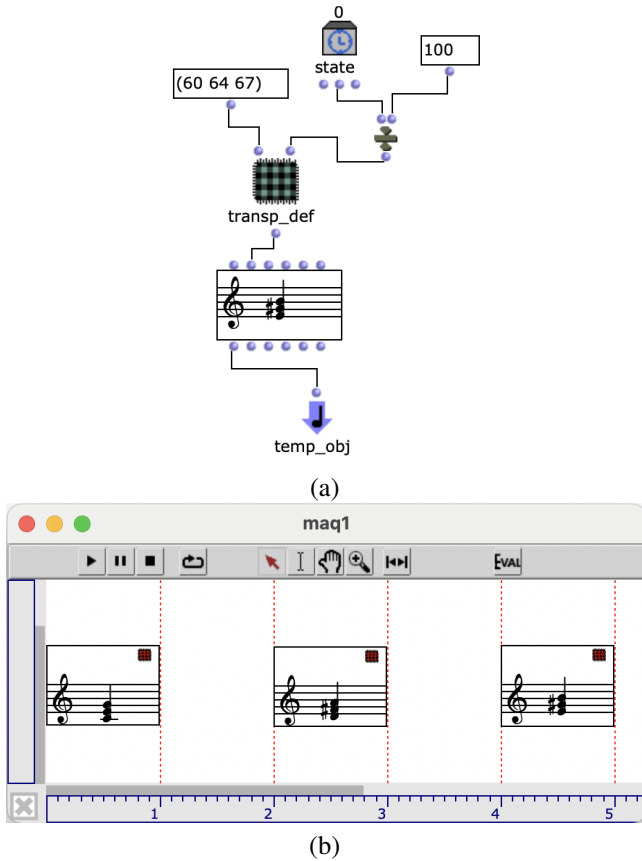 0
100
state
(60 64 67)
transp_def
temp_obj
(a)
maq1
EVAL
1 2 3 4 5
(b)